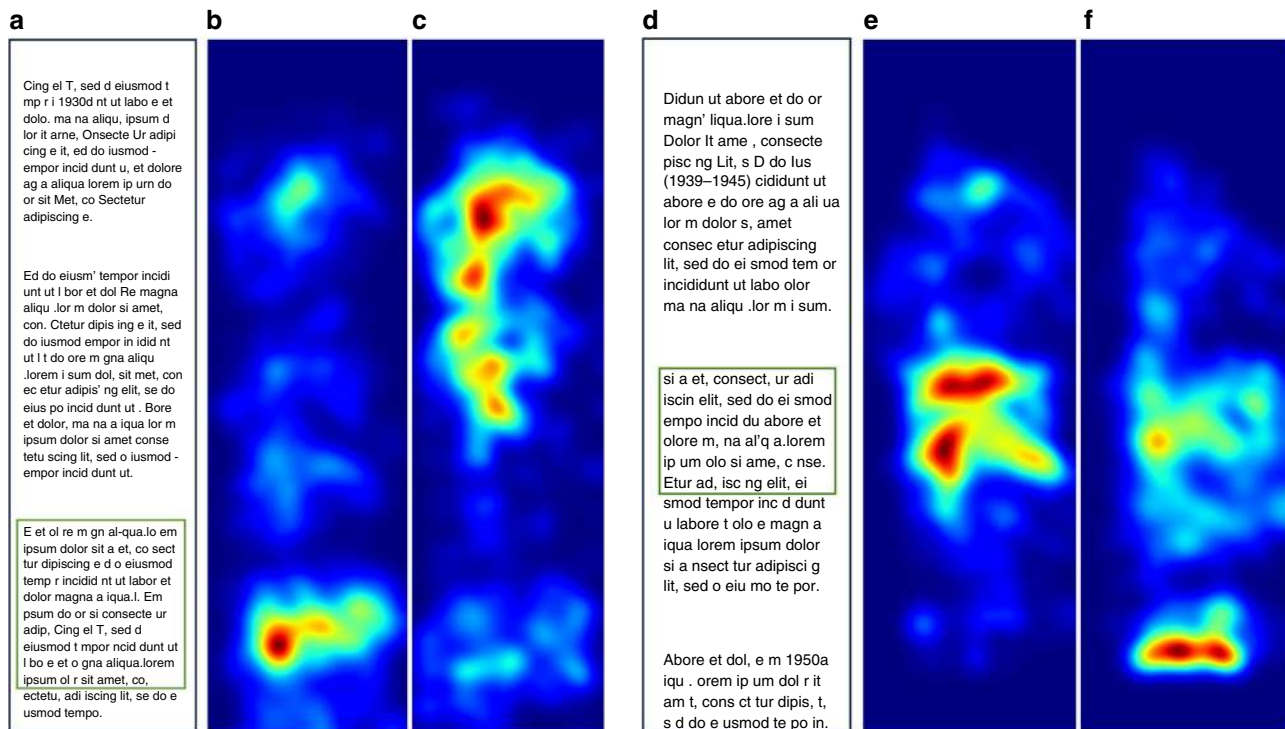 a b c d e f
Cing el T, sed d eiusmod t
mp r i 1930d nt ut labo e et
dolo. ma na aliqu, ipsum d
lor it arne, Onsecte Ur adipi
cing e it, ed do iusmod -
empor incid dunt u, et dolore
ag a aliqua lorem ip urn do
or sit Met, co Sectetur
adipiscing e.
Ed do eiusm' tempor incidi
unt ut l bor et dol Re magna
aliqu .lor m dolor si amet,
con. Ctetur dipis ing e it, sed
do iusmod empor in idid nt
ut l t do ore m gna aliqu
.lorem i sum dol, sit met, con
ec etur adipis' ng elit, se do
eius po incid dunt ut . Bore
et dolor, ma na a iqua lor m
ipsum dolor si amet conse
tetu scing lit, sed o iusmod -
empor incid dunt ut.
E et ol re m gn al-qua.lo em
ipsum dolor sit a et, co sect
tur dipiscing e d o eiusmod
temp r incidid nt ut labor et
dolor magna a iqua.l. Em
psum do or si consecte ur
adip, Cing el T, sed d
eiusmod t mpor ncid dunt ut
l bo e et o gna aliqua.lorem
ipsum ol r sit amet, co,
ectetu, adi iscing lit, se do e
usmod tempo.
Didun ut abore et do or
magn' liqua.lore i sum
Dolor It ame , consecte
pisc ng Lit, s D do Ius
(1939–1945) cididunt ut
abore e do ore ag a ali ua
lor m dolor s, amet
consec etur adipiscing
lit, sed do ei smod tem or
incididunt ut labo olor
ma na aliqu .lor m i sum.
si a et, consect, ur adi
iscin elit, sed do ei smod
empo incid du abore et
olore m, na al'q a.lorem
ip um olo si ame, c nse.
Etur ad, isc ng elit, ei
smod tempor inc d dunt
u labore t olo e magn a
iqua lorem ipsum dolor
si a nsect tur adipisci g
lit, sed o eiu mo te por.
Abore et dol, e m 1950a
iqu . orem ip um dol r it
am t, cons ct tur dipis, t,
s d do e usmod te po in.